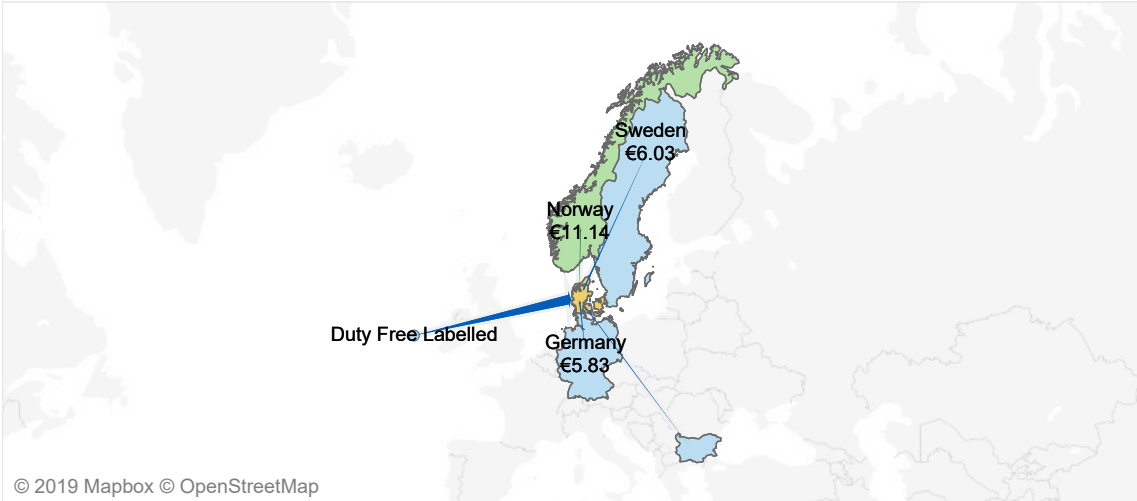 Sweden
€6.03
Norway
€11.14
Duty Free Labelled
Germany
€5.83
© 2019 Mapbox © OpenStreetMap